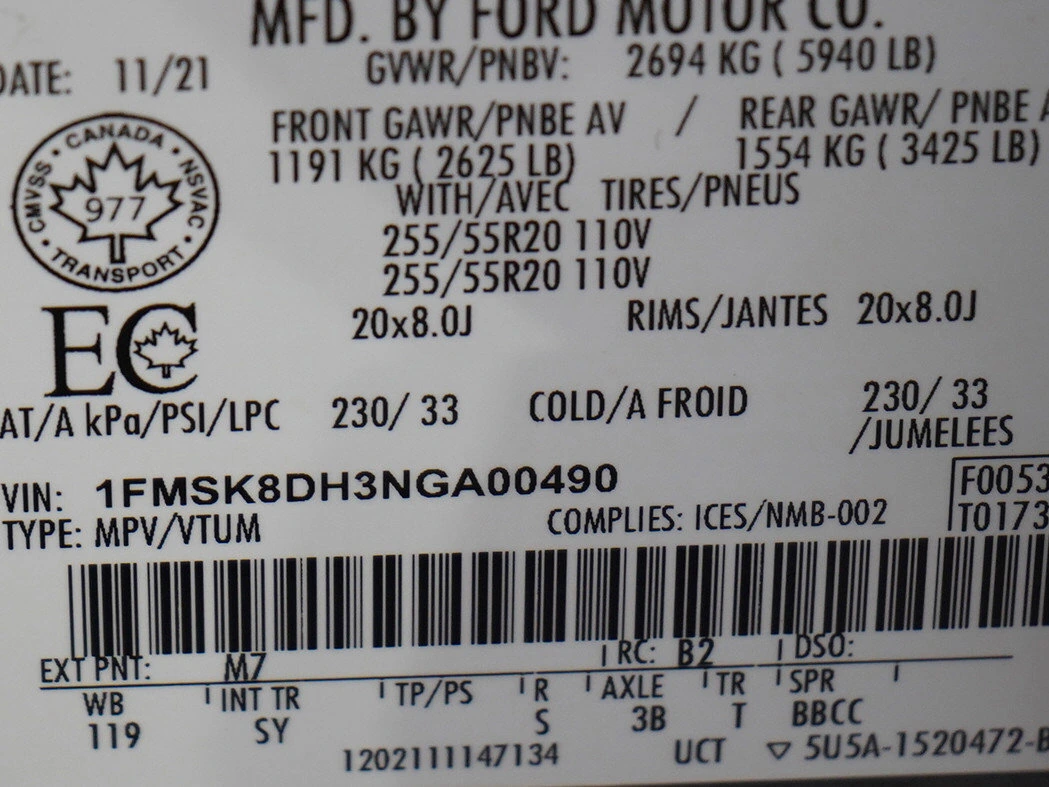 MFD. BY FORD MOTOR CO.
DATE: 11/21
GVWR/PNBV: 2694 KG ( 5940 LB)
FRONT GAWR/PNBE AV / REAR GAWR/ PNBE A
1191 KG ( 2625 LB) 1554 KG ( 3425 LB)
WITH/AVEC TIRES/PNEUS
255/55R20 110V
255/55R20 110V
CANADA • NSVAC • TRANSPORT • CMVSS •
977
EC
20x8.0J RIMS/JANTES 20x8.0J
AT/A kPa/PSI/LPC 230/ 33 COLD/A FROID 230/ 33
/JUMELEES
VIN: 1FMSK8DH3NGA00490
F0053
TYPE: MPV/VTUM COMPLIES: ICES/NMB-002
T0173
EXT PNT: M7 RC: B2 DSO:
WB INT TR TP/PS R AXLE TR SPR
119 SY S 3B T BBCC
1202111147134 UCT ▽ 5U5A-1520472-B